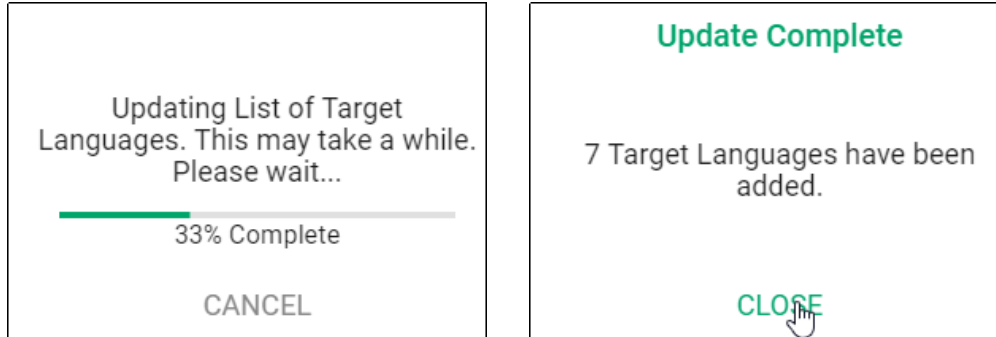 Updating List of Target
Languages. This may take a while.
Please wait...
33% Complete
CANCEL
Update Complete
7 Target Languages have been
added.
CLOSE